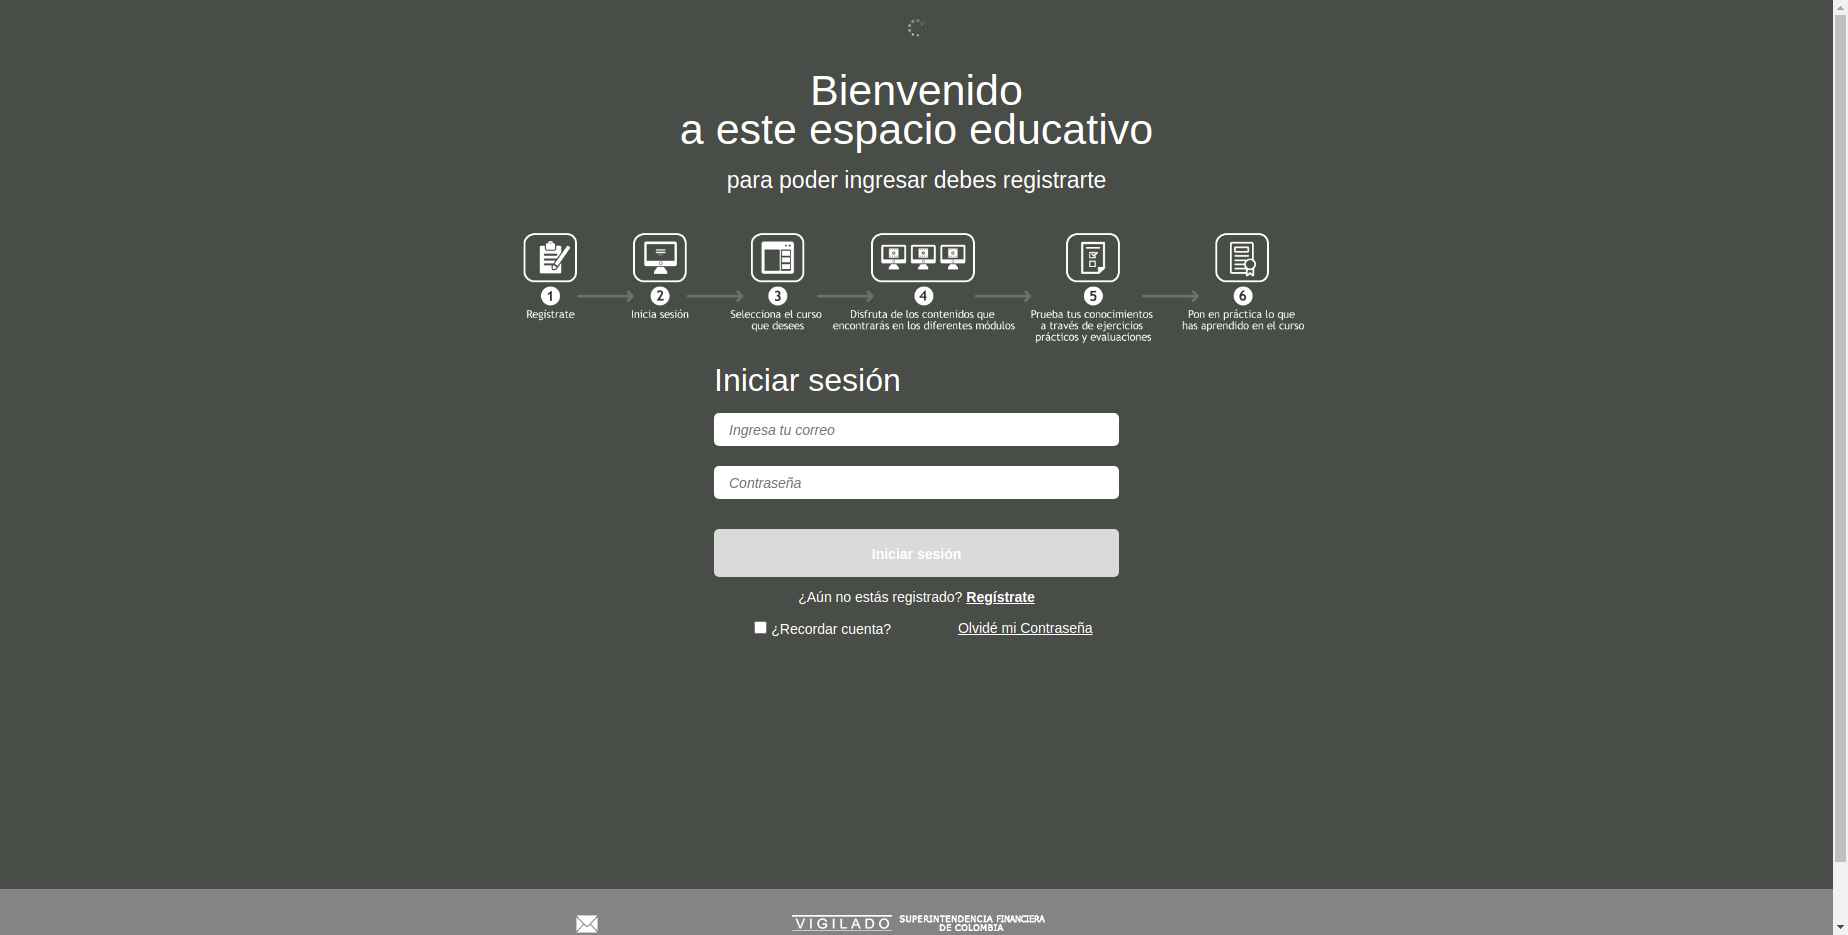 Bienvenido
a este espacio educativo
para poder ingresar debes registrarte
1
Regístrate
2
Inicia sesión
3
Selecciona el curso
que desees
4
Disfruta de los contenidos que
encontrarás en los diferentes módulos
5
Prueba tus conocimientos
a través de ejercicios
prácticos y evaluaciones
6
Pon en práctica lo que
has aprendido en el curso
Iniciar sesión
Ingresa tu correo
Contraseña
Iniciar sesión
¿Aún no estás registrado? Regístrate
¿Recordar cuenta? Olvidé mi Contraseña
VIGILADO SUPERINTENDENCIA FINANCIERA
DE COLOMBIA